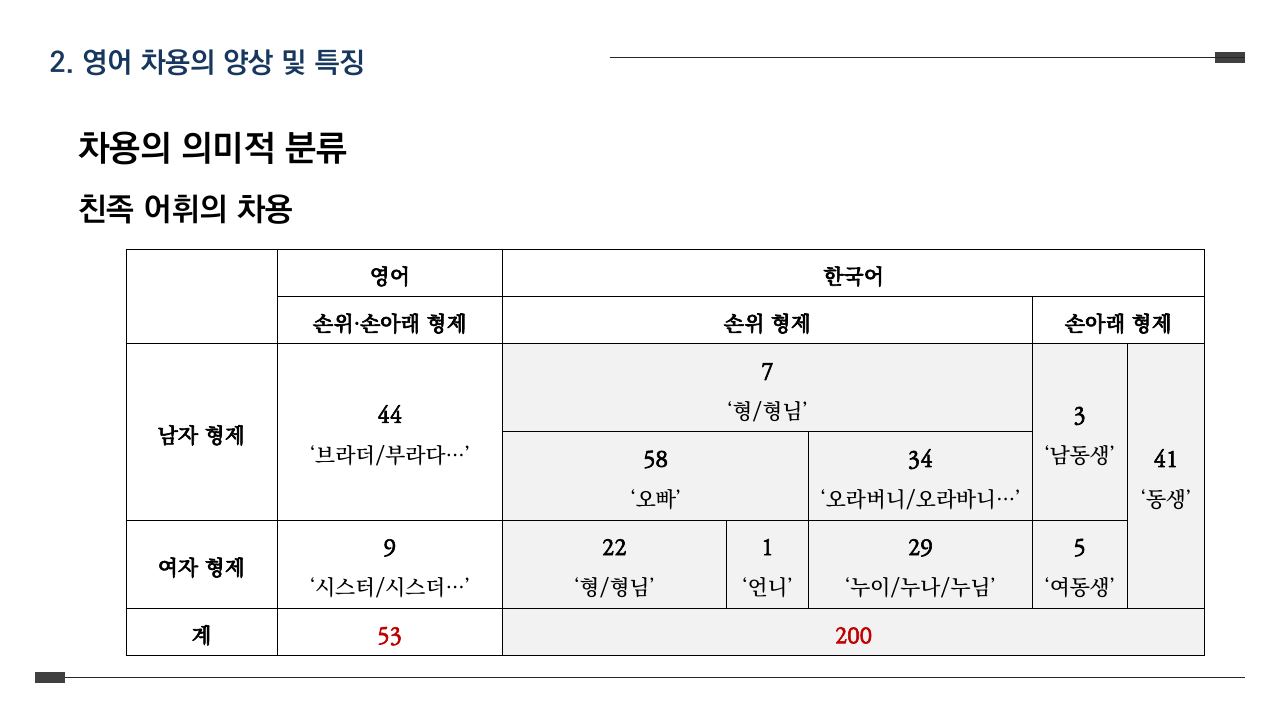 2. 영어 차용의 양상 및 특징
차용의 의미적 분류
친족 어휘의 차용
영어
한국어
손위·손아래 형제
손위 형제
손아래 형제
남자 형제
44
‘브라더/부라다…’
7
‘형/형님’
58
‘오빠’
34
‘오라버니/오라바니…’
3
‘남동생’
41
‘동생’
여자 형제
9
‘시스터/시스더…’
22
‘형/형님’
1
‘언니’
29
‘누이/누나/누님’
5
‘여동생’
계
53
200